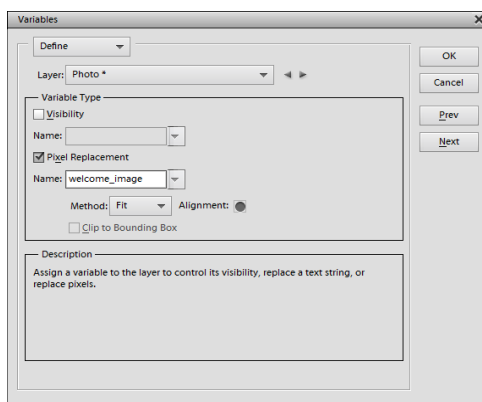 Variables
Define
OK
Layer: Photo *
Cancel
Variable Type
Visibility
Prev
Name:
Next
Pixel Replacement
Name: welcome_image
Method: Fit Alignment:
Clip to Bounding Box
Description
Assign a variable to the layer to control its visibility, replace a text string, or
replace pixels.